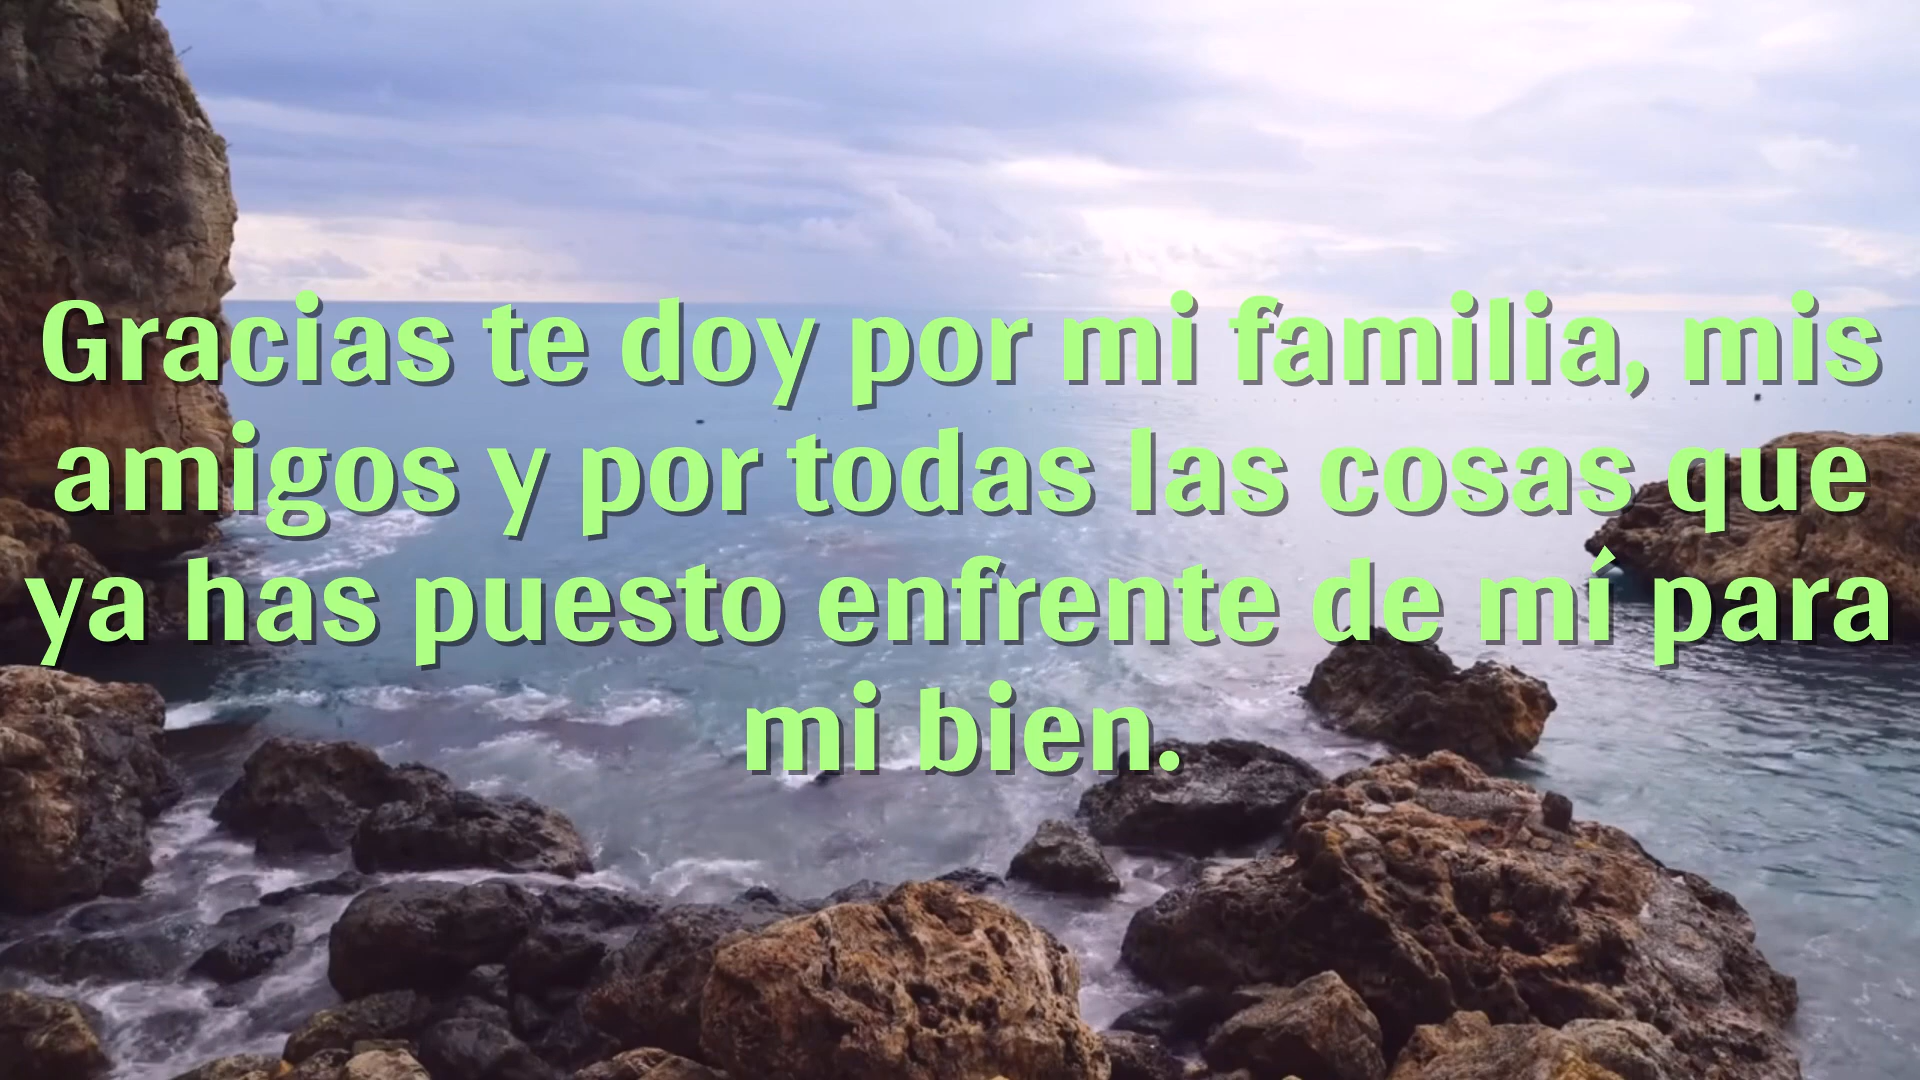 Gracias te doy por mi familia, mis
amigos y por todas las cosas que
ya has puesto enfrente de mí para
mi bien.